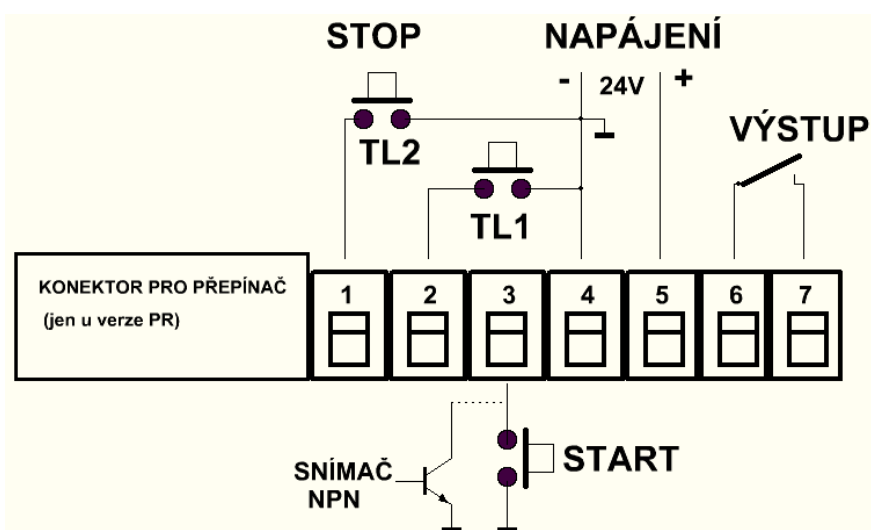 STOP
NAPÁJENÍ
- 24V +
VÝSTUP
TL2
TL1
KONEKTOR PRO PŘEPÍNAČ
(jen u verze PR)
1 2 3 4 5 6 7
SNÍMAČ
NPN
START